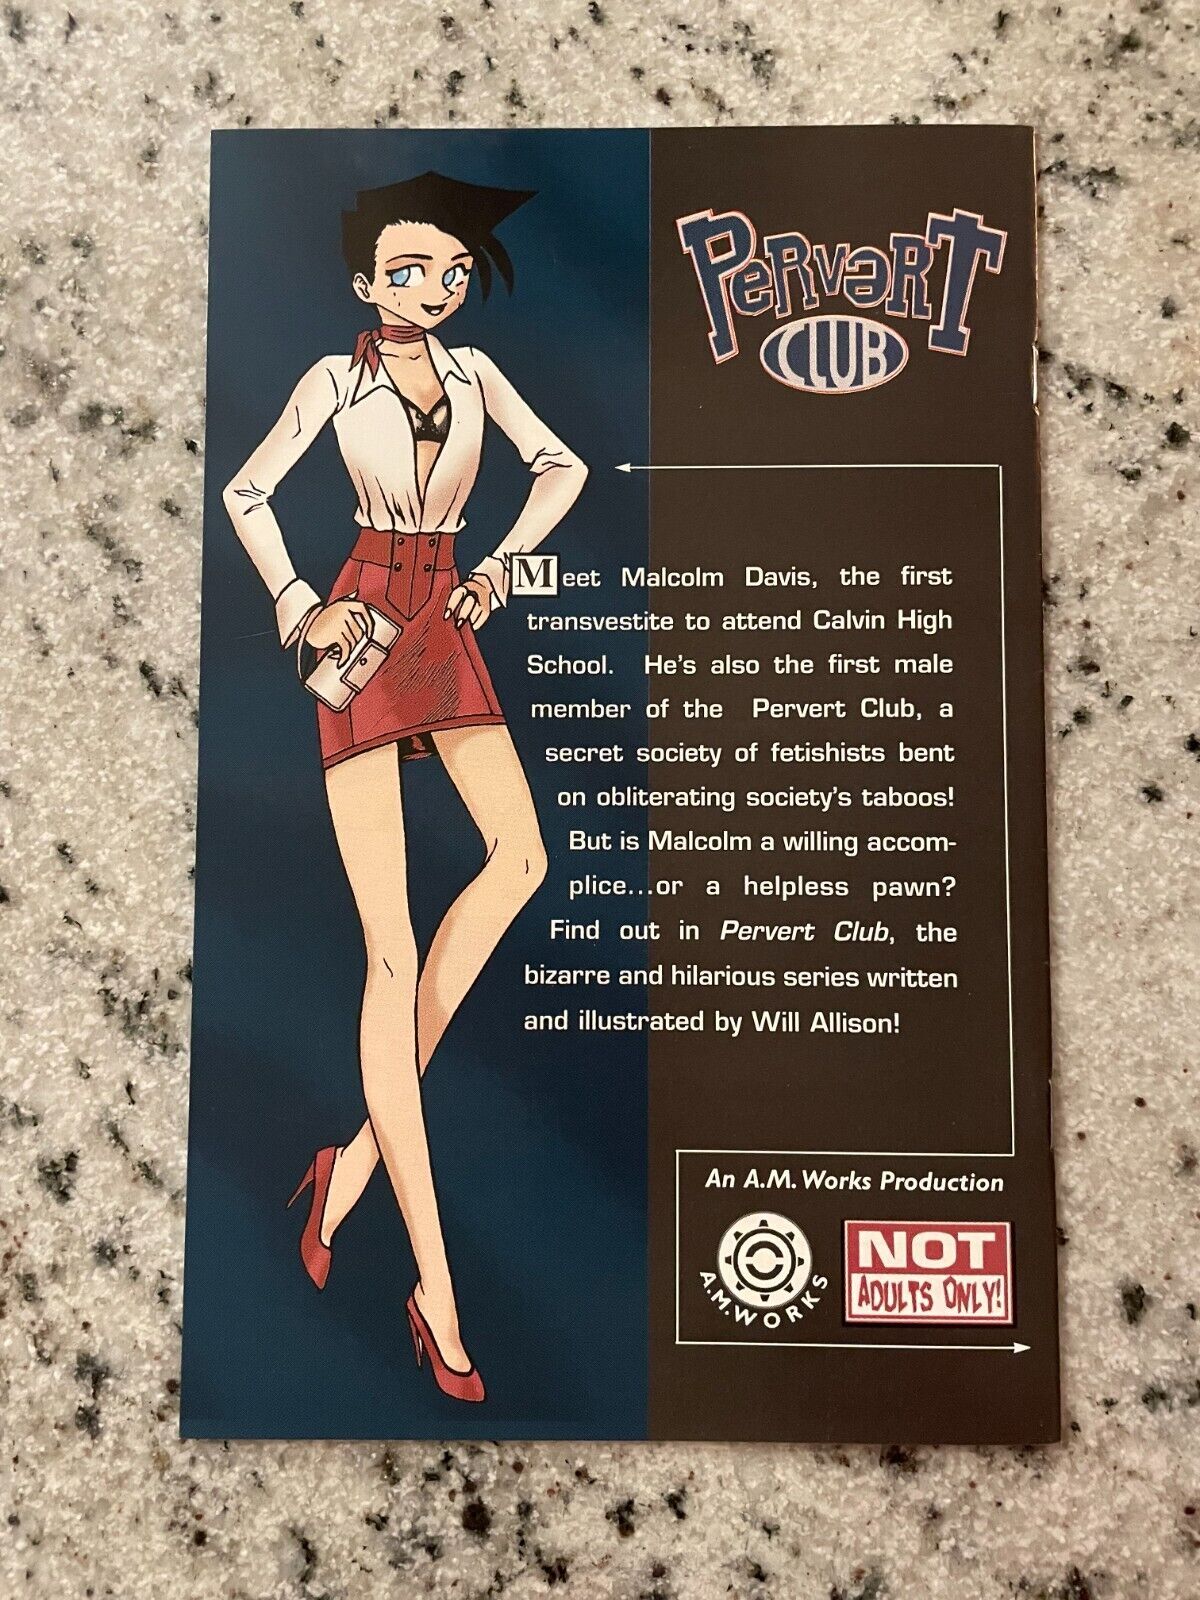 PERVERT
CLUB
Meet Malcolm Davis, the first
transvestite to attend Calvin High
School. He's also the first male
member of the Pervert Club, a
secret society of fetishists bent
on obliterating society's taboos!
But is Malcolm a willing accom-
plice...or a helpless pawn?
Find out in Pervert Club, the
bizarre and hilarious series written
and illustrated by Will Allison!
An A.M. Works Production
A.M.WORKS
NOT
ADULTS ONLY!